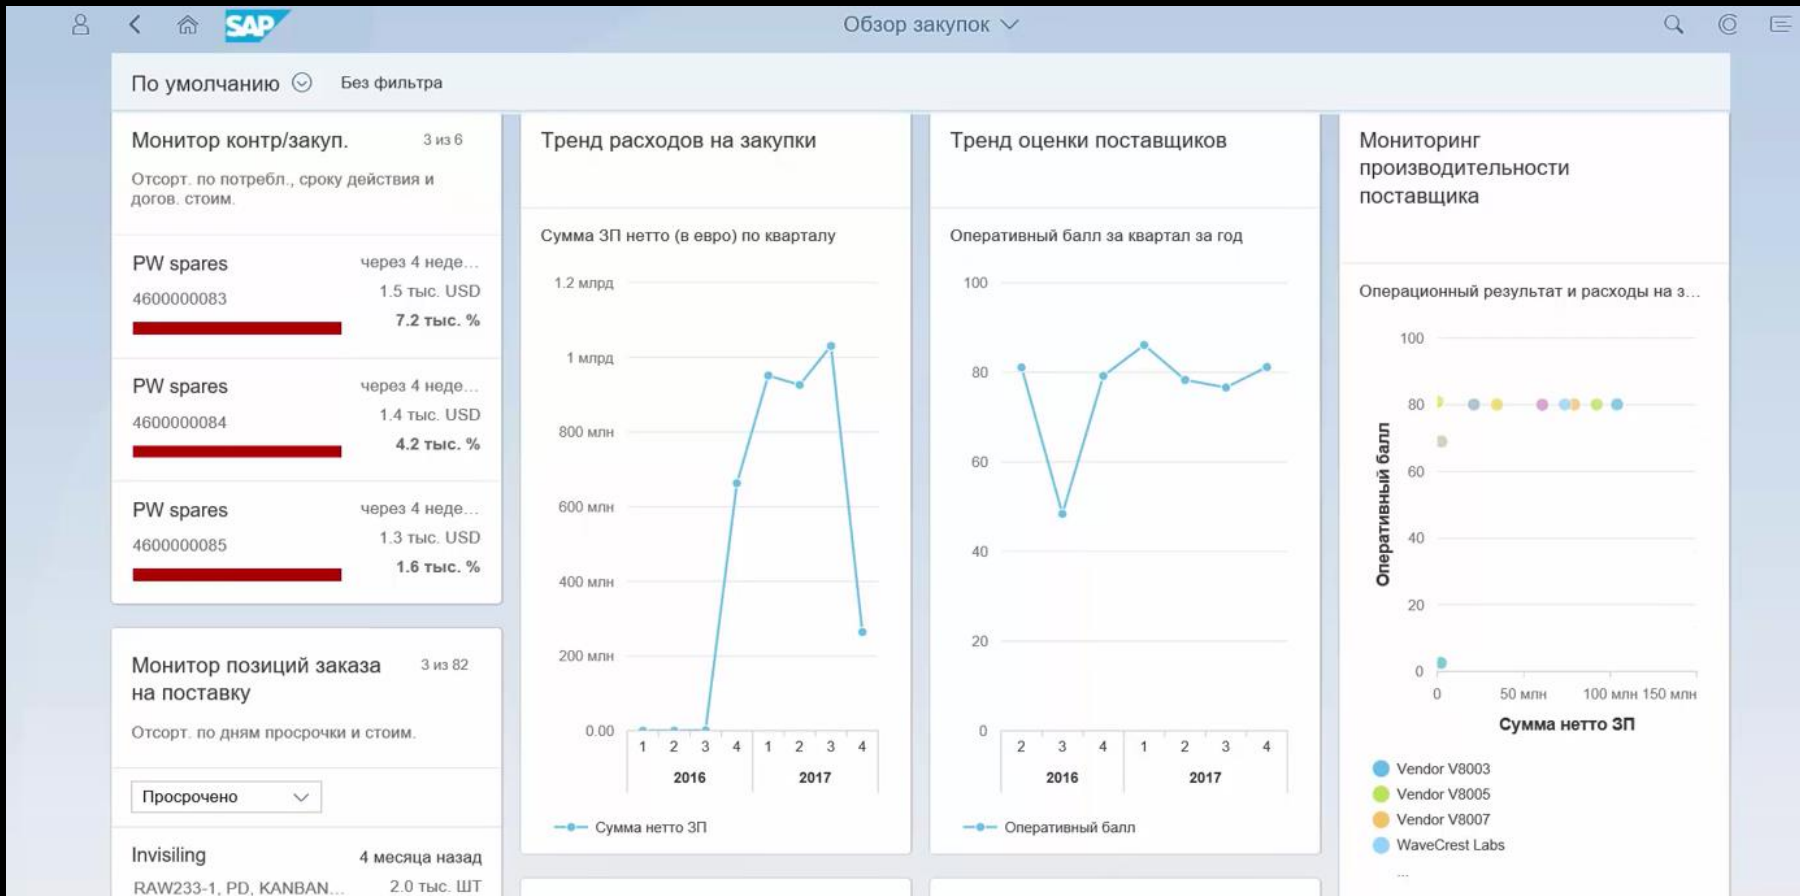 SAP
Обзор закупок
По умолчанию
Без фильтра
Монитор контр/закуп.
3 из 6
Отсорт. по потребл., сроку действия и
догов. стоим.
PW spares
через 4 неде...
4600000083
1.5 тыс. USD
7.2 тыс. %
PW spares
через 4 неде...
4600000084
1.4 тыс. USD
4.2 тыс. %
PW spares
через 4 неде...
4600000085
1.3 тыс. USD
1.6 тыс. %
Монитор позиций заказа
на поставку
3 из 82
Отсорт. по дням просрочки и стоим.
Просрочено
Invisiling
4 месяца назад
RAW233-1, PD, KANBAN...
2.0 тыс. ШТ
Тренд расходов на закупки
Сумма ЗП нетто (в евро) по кварталу
1.2 млрд
1 млрд
800 млн
600 млн
400 млн
200 млн
0.00
1 2 3 4 1 2 3 4
2016 2017
Сумма нетто ЗП
Тренд оценки поставщиков
Оперативный балл за квартал за год
100
80
60
40
20
0
2 3 4 1 2 3 4
2016 2017
Оперативный балл
Мониторинг
производительности
поставщика
Операционный результат и расходы на з...
Оперативный балл
100
80
60
40
20
0
0 50 млн 100 млн 150 млн
Сумма нетто ЗП
Vendor V8003
Vendor V8005
Vendor V8007
WaveCrest Labs
...